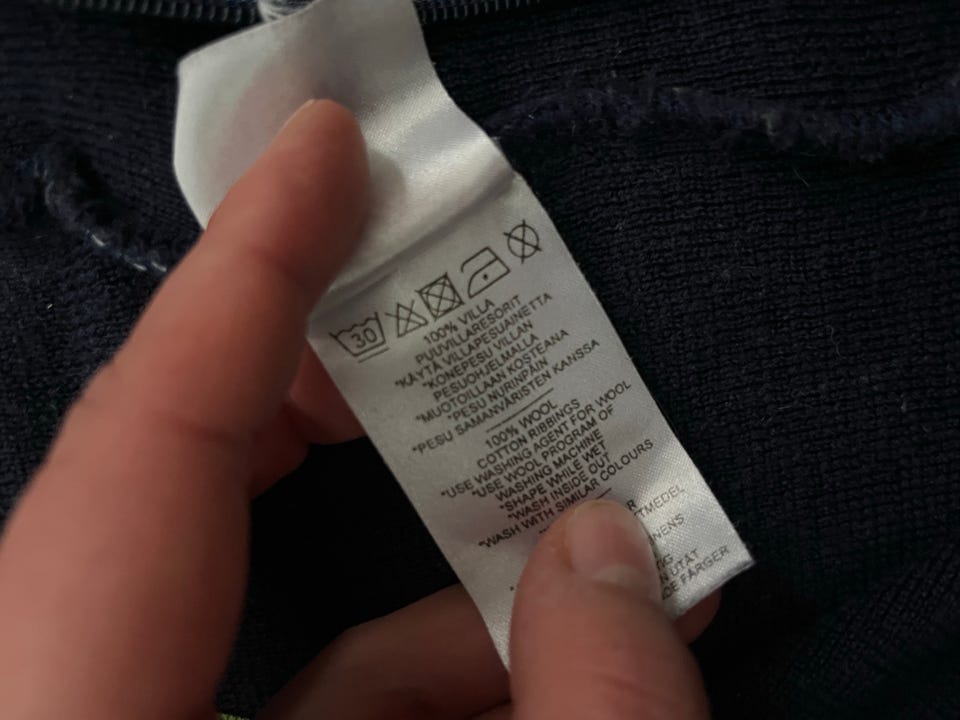 30
100% VILLA
PUUVILLARESORIT
*KÄYTÄ VILLAPESUAINETTA
*KONEPESU VILLAN
PESUOHJELMALLA
*MUOTOILLAAN KOSTEANA
*PESU NURINPÄIN
*PESU SAMANVÄRISTEN KANSSA
100% WOOL
COTTON RIBBINGS
*USE WASHING AGENT FOR WOOL
*USE WOOL PROGRAM OF
WASHING MACHINE
*SHAPE WHILE WET
*WASH INSIDE OUT
*WASH WITH SIMILAR COLOURS
UTÅT
FÄRGER